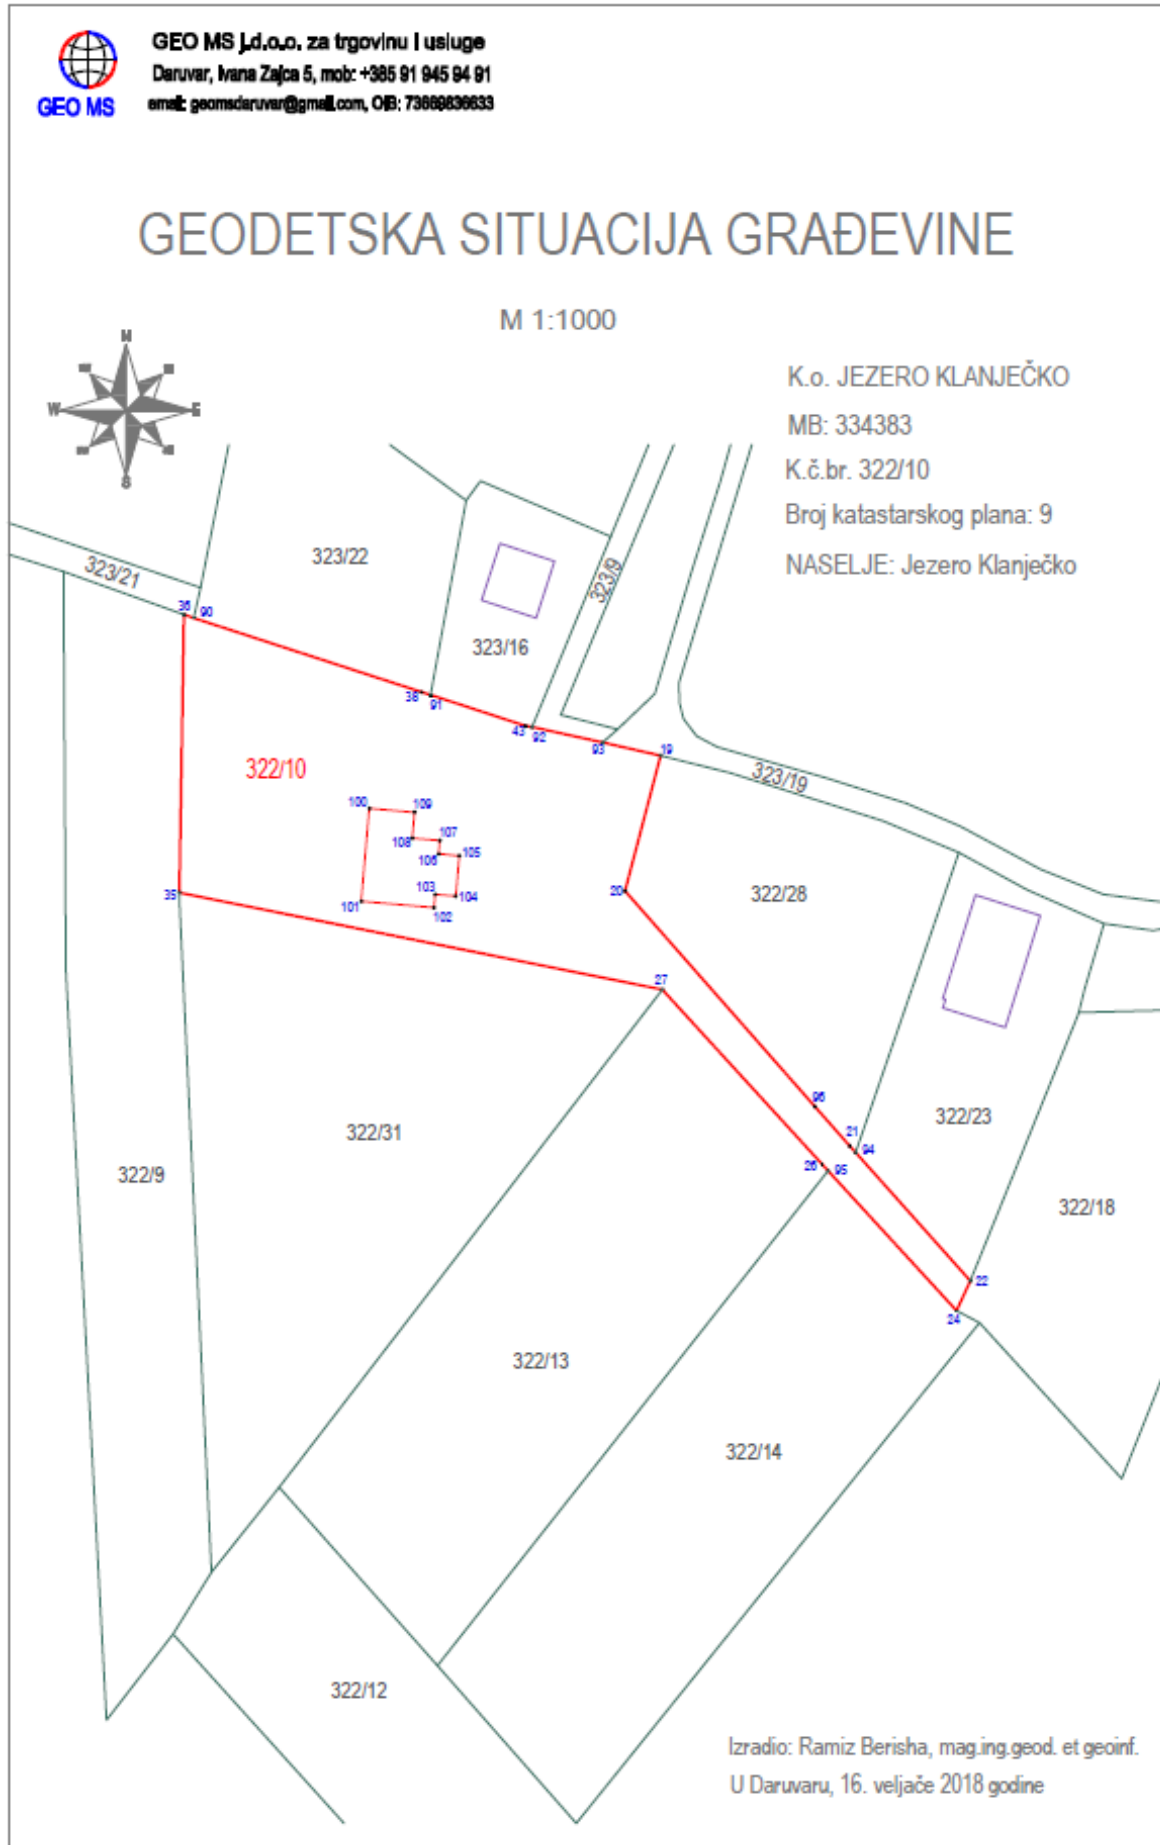 GEO MS j.d.o.o. za trgovinu i usluge
Daruvar, Ivana Zajca 5, mob: +385 91 945 94 91
GEO MS
email: geomsdaruvar@gmail.com, OIB: 73669836633
GEODETSKA SITUACIJA GRAĐEVINE
M 1:1000
N
W
E
S
K.o. JEZERO KLANJEČKO
MB: 334383
K.č.br. 322/10
Broj katastarskog plana: 9
NASELJE: Jezero Klanječko
323/21
323/22
323/9
323/16
36
90
38
91
43
92
93
19
322/10
323/19
100
109
108
107
106
105
103
104
101
102
35
20
322/28
27
96
322/23
21
94
322/31
26
95
322/9
322/18
22
24
322/13
322/14
322/12
Izradio: Ramiz Berisha, mag.ing.geod. et geoinf.
U Daruvaru, 16. veljače 2018 godine